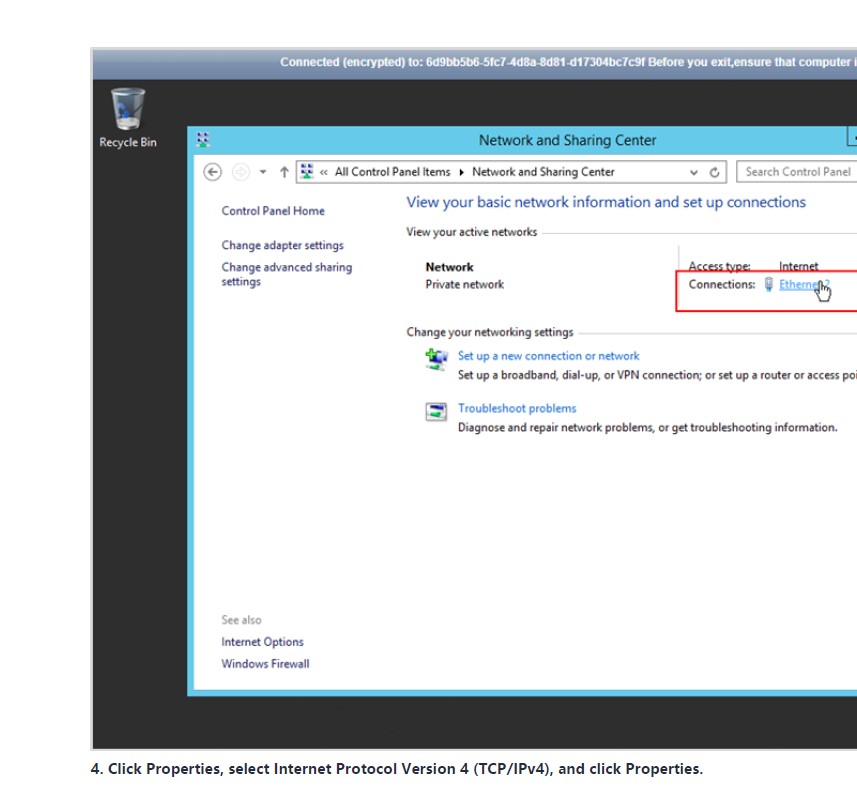 Connected (encrypted) to: 6d9bb5b6-5fc7-4d8a-8d81-d17304bc7c9f Before you exit,ensure that computer i
Recycle Bin
Network and Sharing Center
« All Control Panel Items ▸ Network and Sharing Center
Search Control Panel
Control Panel Home
Change adapter settings
Change advanced sharing
settings
View your basic network information and set up connections
View your active networks
Network
Private network
Access type: Internet
Connections: Ethernet 2
Change your networking settings
Set up a new connection or network
Set up a broadband, dial-up, or VPN connection; or set up a router or access poi
Troubleshoot problems
Diagnose and repair network problems, or get troubleshooting information.
See also
Internet Options
Windows Firewall
4. Click Properties, select Internet Protocol Version 4 (TCP/IPv4), and click Properties.